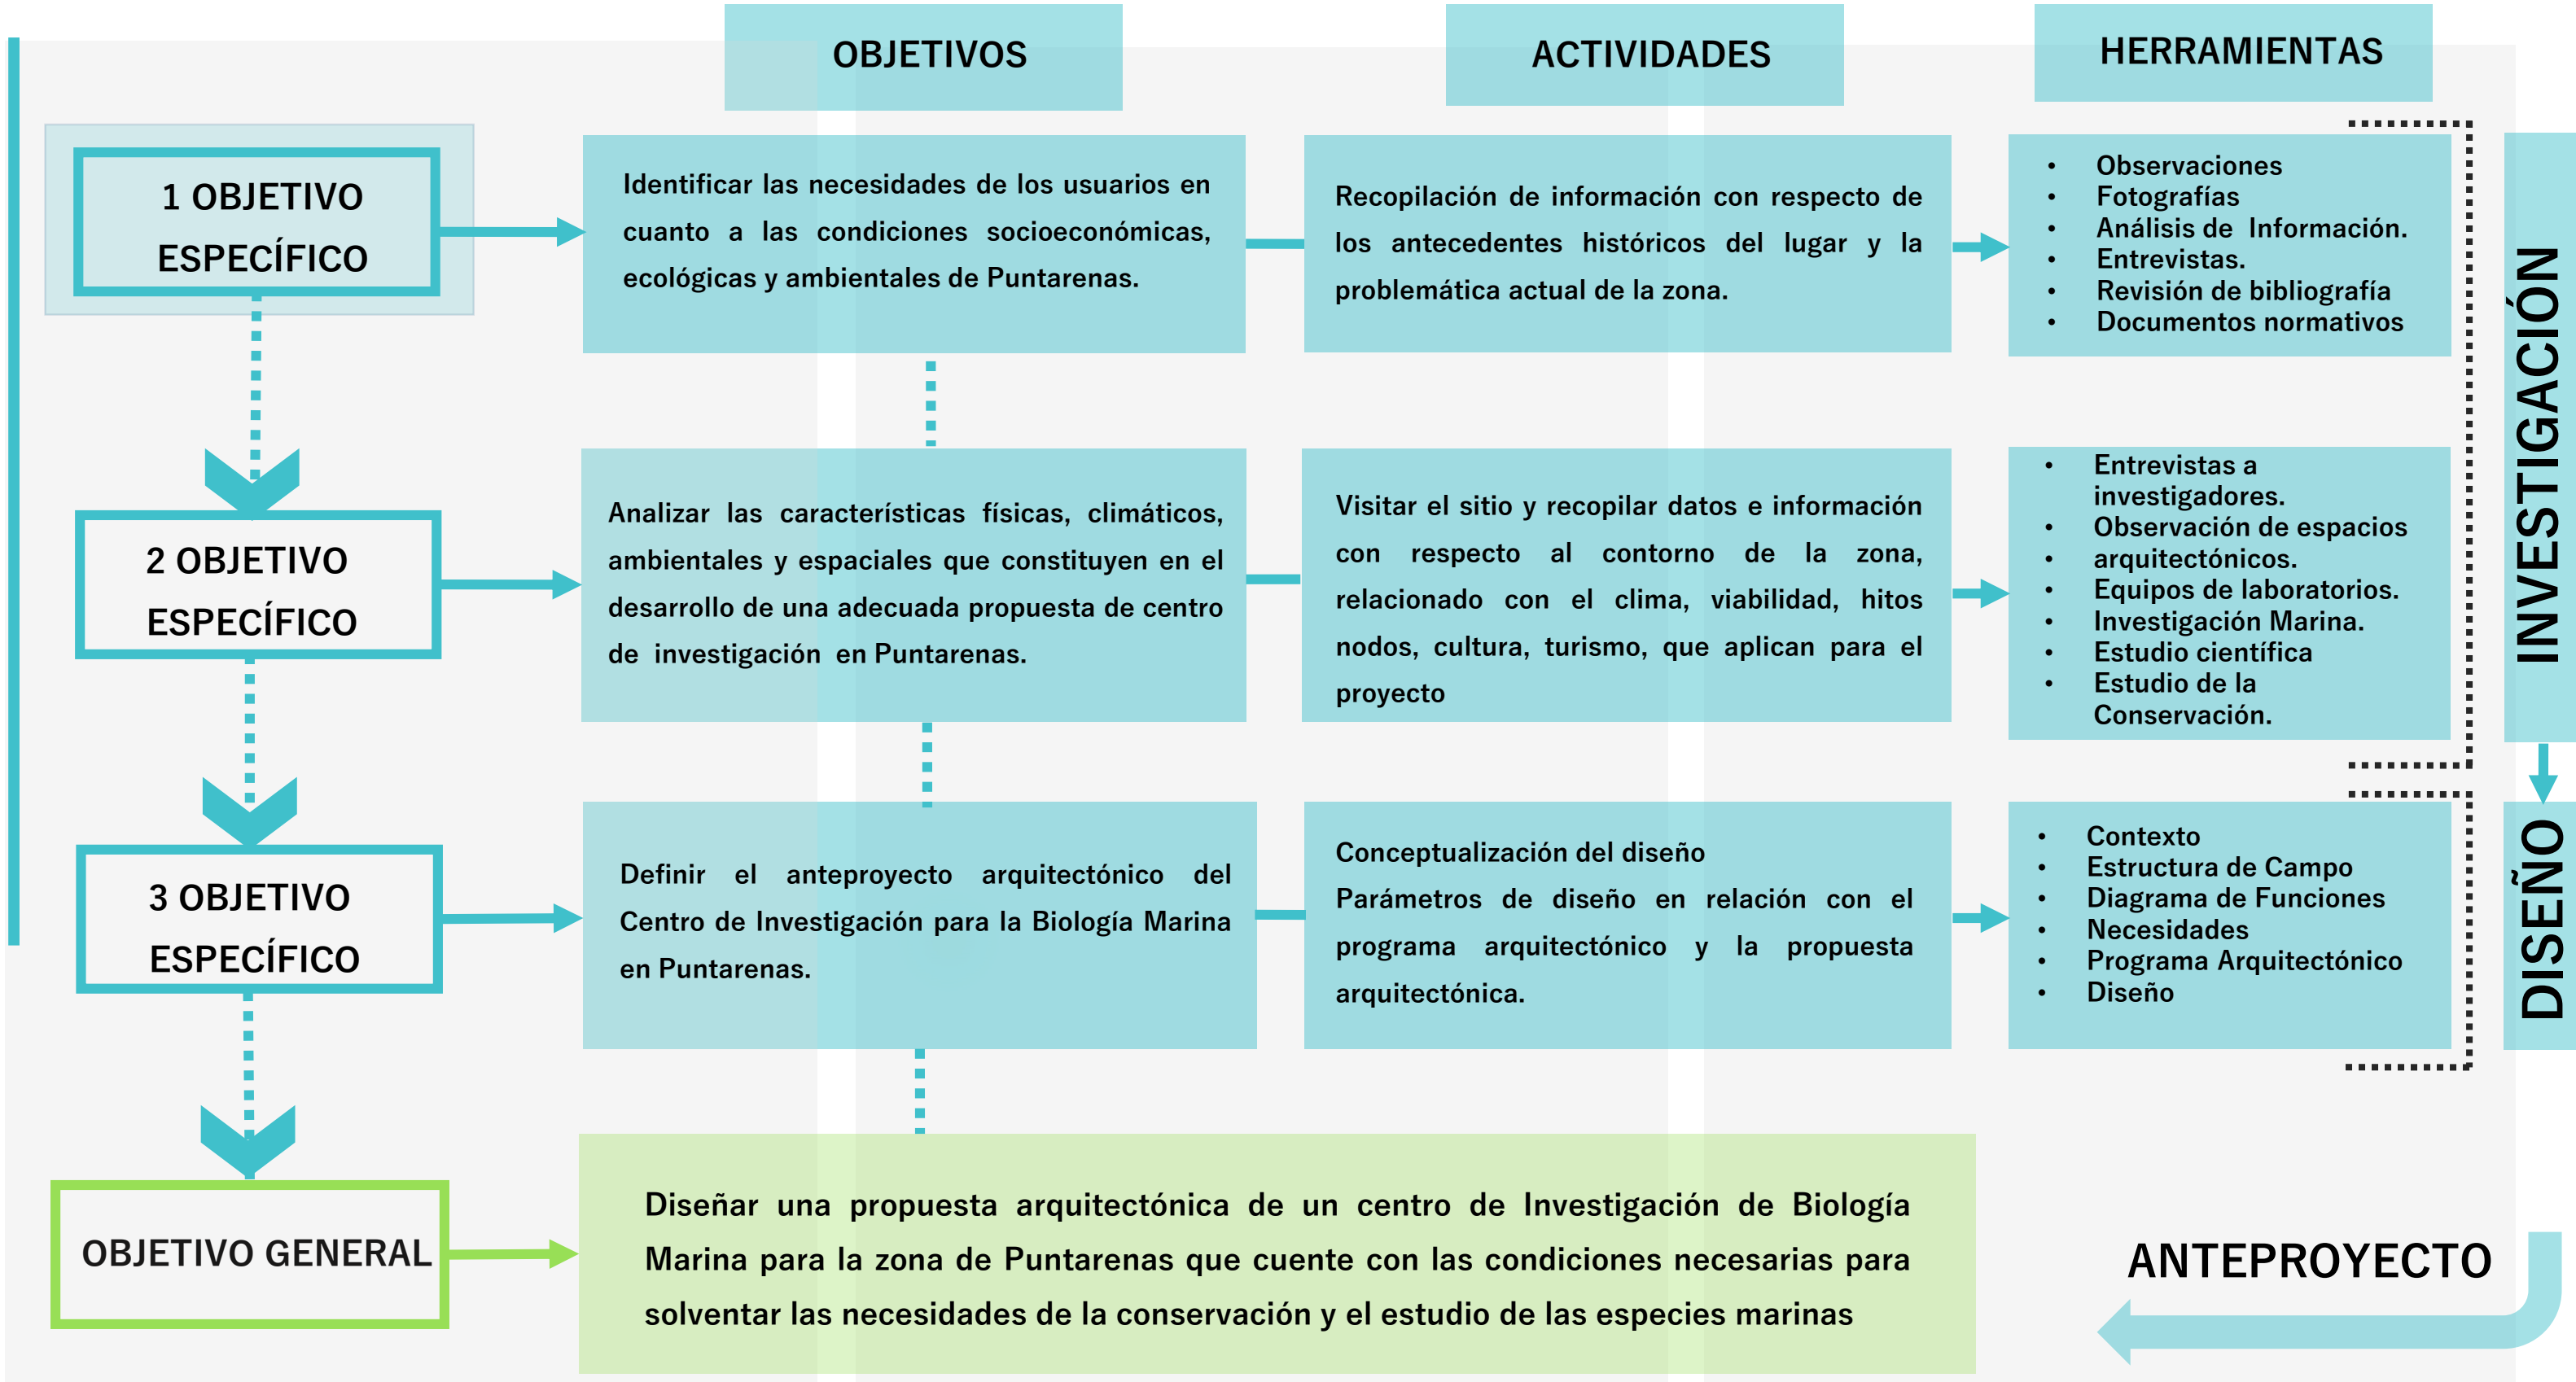 OBJETIVOS
ACTIVIDADES
HERRAMIENTAS
1 OBJETIVO
ESPECÍFICO
Identificar las necesidades de los usuarios en
cuanto a las condiciones socioeconómicas,
ecológicas y ambientales de Puntarenas.
Recopilación de información con respecto de
los antecedentes históricos del lugar y la
problemática actual de la zona.
• Observaciones
• Fotografías
• Análisis de Información.
• Entrevistas.
• Revisión de bibliografía
• Documentos normativos
INVESTIGACIÓN
2 OBJETIVO
ESPECÍFICO
Analizar las características físicas, climáticos,
ambientales y espaciales que constituyen en el
desarrollo de una adecuada propuesta de centro
de investigación en Puntarenas.
Visitar el sitio y recopilar datos e información
con respecto al contorno de la zona,
relacionado con el clima, viabilidad, hitos
nodos, cultura, turismo, que aplican para el
proyecto
• Entrevistas a
investigadores.
• Observación de espacios
• arquitectónicos.
• Equipos de laboratorios.
• Investigación Marina.
• Estudio científica
• Estudio de la
Conservación.
3 OBJETIVO
ESPECÍFICO
Definir el anteproyecto arquitectónico del
Centro de Investigación para la Biología Marina
en Puntarenas.
Conceptualización del diseño
Parámetros de diseño en relación con el
programa arquitectónico y la propuesta
arquitectónica.
• Contexto
• Estructura de Campo
• Diagrama de Funciones
• Necesidades
• Programa Arquitectónico
• Diseño
DISEÑO
OBJETIVO GENERAL
Diseñar una propuesta arquitectónica de un centro de Investigación de Biología
Marina para la zona de Puntarenas que cuente con las condiciones necesarias para
solventar las necesidades de la conservación y el estudio de las especies marinas
ANTEPROYECTO